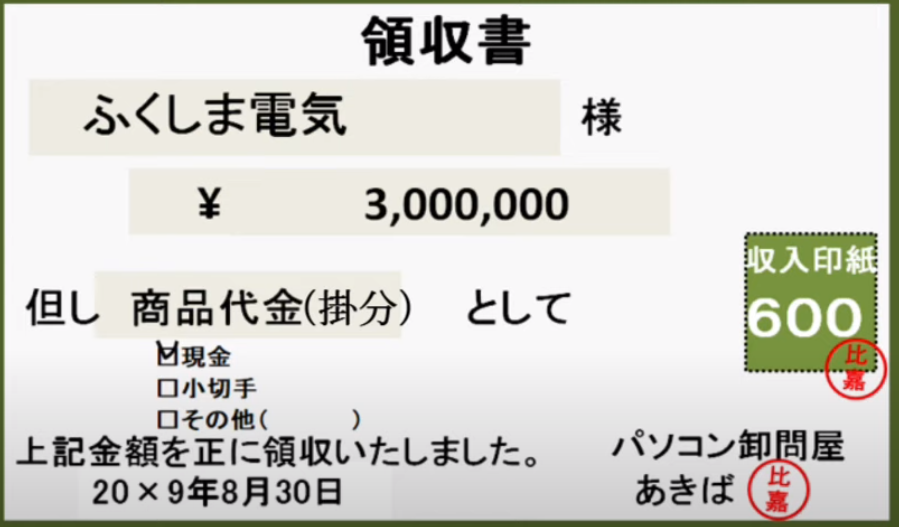 領収書
ふくしま電気 様
¥ 3,000,000
収入印紙
600
比嘉
但し 商品代金(掛分) として
☑現金
☐小切手
☐その他( )
上記金額を正に領収いたしました。
20×9年8月30日
パソコン卸問屋
あきば
比嘉